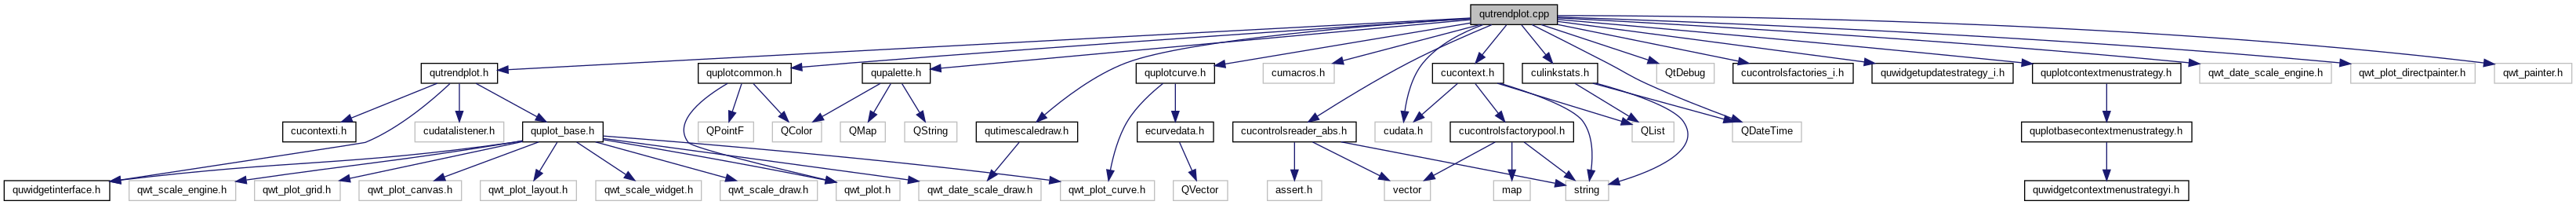 qutrendplot.cpp
qutrendplot.h
quplotcommon.h
qupalette.h
quplotcurve.h
cumacros.h
cucontext.h
culinkstats.h
QtDebug
cucontrolsfactories_i.h
quwidgetupdatestrategy_i.h
quplotcontextmenustrategy.h
qwt_date_scale_engine.h
qwt_plot_directpainter.h
qwt_painter.h
cucontexti.h
cudatalistener.h
quplot_base.h
QPointF
QColor
QMap
QString
qutimescaledraw.h
ecurvedata.h
cucontrolsreader_abs.h
cudata.h
cucontrolsfactorypool.h
QList
QDateTime
quplotbasecontextmenustrategy.h
quwidgetinterface.h
qwt_scale_engine.h
qwt_plot_grid.h
qwt_plot_canvas.h
qwt_plot_layout.h
qwt_scale_widget.h
qwt_scale_draw.h
qwt_plot.h
qwt_date_scale_draw.h
qwt_plot_curve.h
QVector
assert.h
vector
map
string
quwidgetcontextmenustrategyi.h